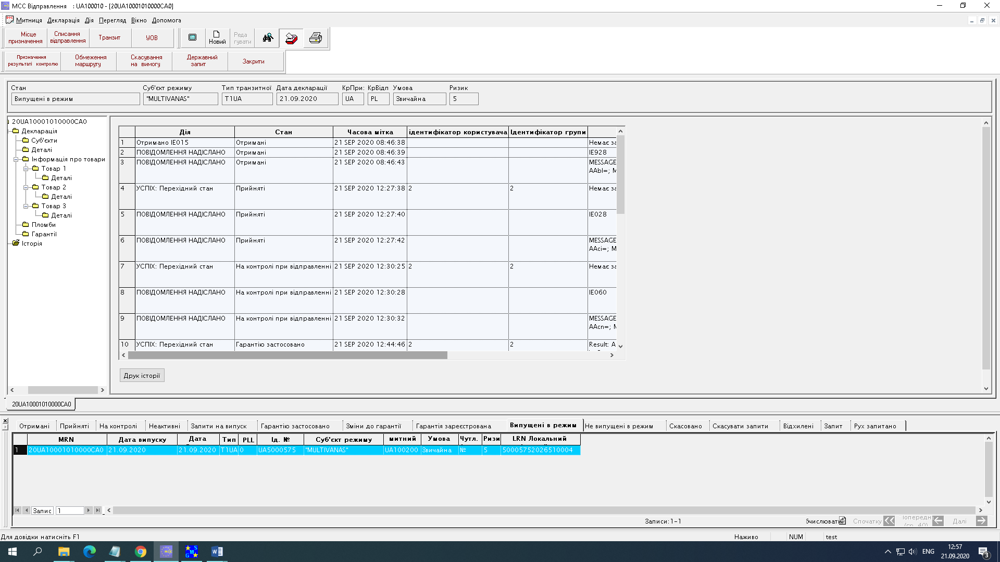 МСС Відправлення : UA100010 - [20UA10001010000CA0]
Митниця Декларація Дія Перегляд Вікно Допомога
Місце призначення
Списання відправлення
Транзит
УОВ
Новий
Реда гувати
Призначення результаті контролю
Обмеження маршруту
Скасування на вимогу
Державний запит
Закрити
Стан Суб'єкт режиму Тип транзитної Дата декларації КрПри: КрВідп Умова Ризик
Випущені в режим "MULTIVANAS" T1UA 21.09.2020 UA PL Звичайна 5
20UA10001010000CA0
Декларація
Суб'єкти
Деталі
Інформація про товари
Товар 1
Деталі
Товар 2
Деталі
Товар 3
Деталі
Пломби
Гарантії
Історія
Дія Стан Часова мітка ідентифікатор користувача Ідентифікатор групи
1 Отримано IE015 Отримані 21 SEP 2020 08:46:38 Немає за
2 ПОВІДОМЛЕННЯ НАДІСЛАНО Отримані 21 SEP 2020 08:46:39 IE928
3 ПОВІДОМЛЕННЯ НАДІСЛАНО Отримані 21 SEP 2020 08:46:43 MESSAGE
AAbI=; M
4 УСПІХ: Перехідний стан Прийняті 21 SEP 2020 12:27:38 2 2 Немає за
5 ПОВІДОМЛЕННЯ НАДІСЛАНО Прийняті 21 SEP 2020 12:27:40 IE028
6 ПОВІДОМЛЕННЯ НАДІСЛАНО Прийняті 21 SEP 2020 12:27:42 MESSAGE
AAci=; M
7 УСПІХ: Перехідний стан На контролі при відправленні 21 SEP 2020 12:30:25 2 2 Немає за
8 ПОВІДОМЛЕННЯ НАДІСЛАНО На контролі при відправленні 21 SEP 2020 12:30:28 IE060
9 ПОВІДОМЛЕННЯ НАДІСЛАНО На контролі при відправленні 21 SEP 2020 12:30:32 MESSAGE
AAcn=; M
10 УСПІХ: Перехідний стан Гарантію застосовано 21 SEP 2020 12:44:46 2 2 Result: A
Друк історії
20UA10001010000CA0
Отримані Прийняті На контролі Неактивні Запити на випуск Гарантію застосовано Зміни до гарантії Гарантія зареєстрована Випущені в режим Не випущені в режим Скасовано Скасувати запити Відхилені Запит Рух запитано
MRN Дата випуску Дата Тип PLL Ід. № Суб'єкт режиму митний Умова Чутл. Ризи LRN Локальний
1 20UA10001010000CA0 21.09.2020 21.09.2020 T1UA 0 UA5000575 "MULTIVANAS" UA100200 Звичайна № 5 50005752026510004
Запис 1
Записи:1-1 Спочатку (гр. 40) Далі
Для довідки натисніть F1 Наживо NUM test
ENG 12:57
21.09.2020
3